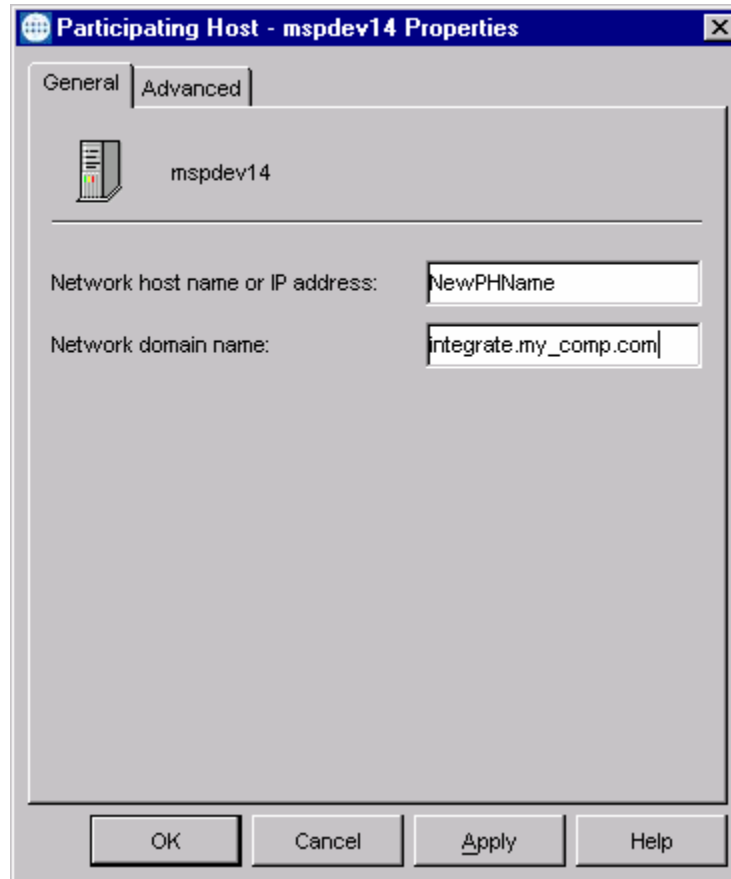 Participating Host - mspdev14 Properties
General Advanced
mspdev14
Network host name or IP address: NewPHName
Network domain name: integrate.my_comp.com
OK Cancel Apply Help